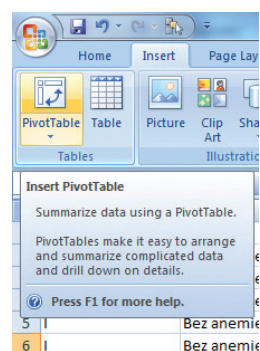 Home Insert Page Lay
PivotTable Table Picture Clip Art Sha
Tables Illustratio
Insert PivotTable
Summarize data using a PivotTable.
PivotTables make it easy to arrange
and summarize complicated data
and drill down on details.
Press F1 for more help.
5 I Bez anemie
6 I Bez anemie